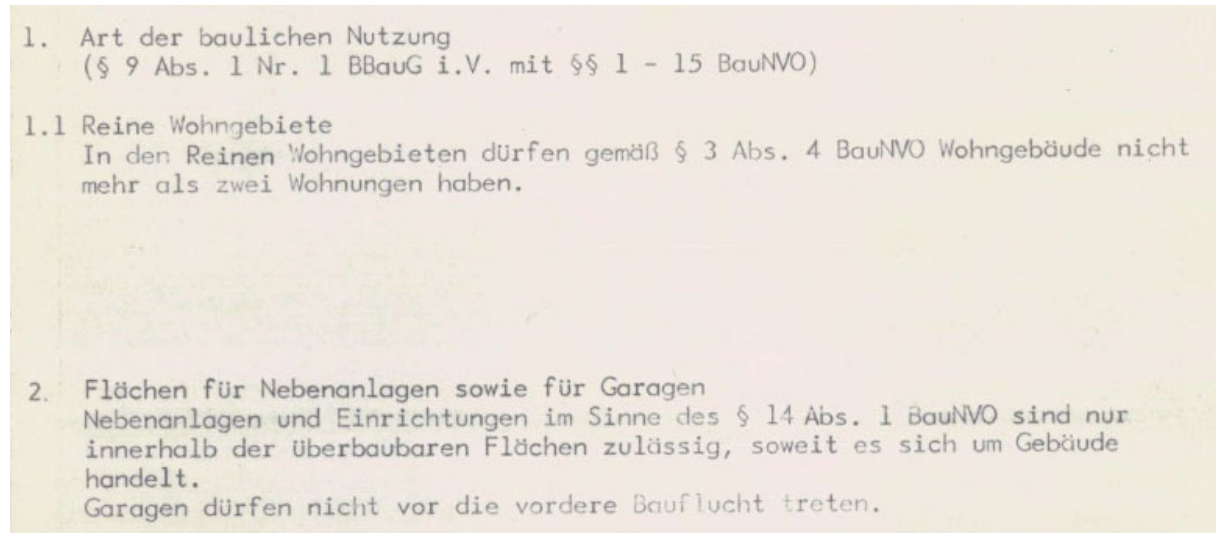 1. Art der baulichen Nutzung
(§ 9 Abs. 1 Nr. 1 BBauG i.V. mit §§ 1 - 15 BauNVO)
1.1 Reine Wohngebiete
In den Reinen Wohngebieten dürfen gemäß § 3 Abs. 4 BauNVO Wohngebäude nicht
mehr als zwei Wohnungen haben.
2. Flächen für Nebenanlagen sowie für Garagen
Nebenanlagen und Einrichtungen im Sinne des § 14 Abs. 1 BauNVO sind nur
innerhalb der überbaubaren Flächen zulässig, soweit es sich um Gebäude
handelt.
Garagen dürfen nicht vor die vordere Bauflucht treten.